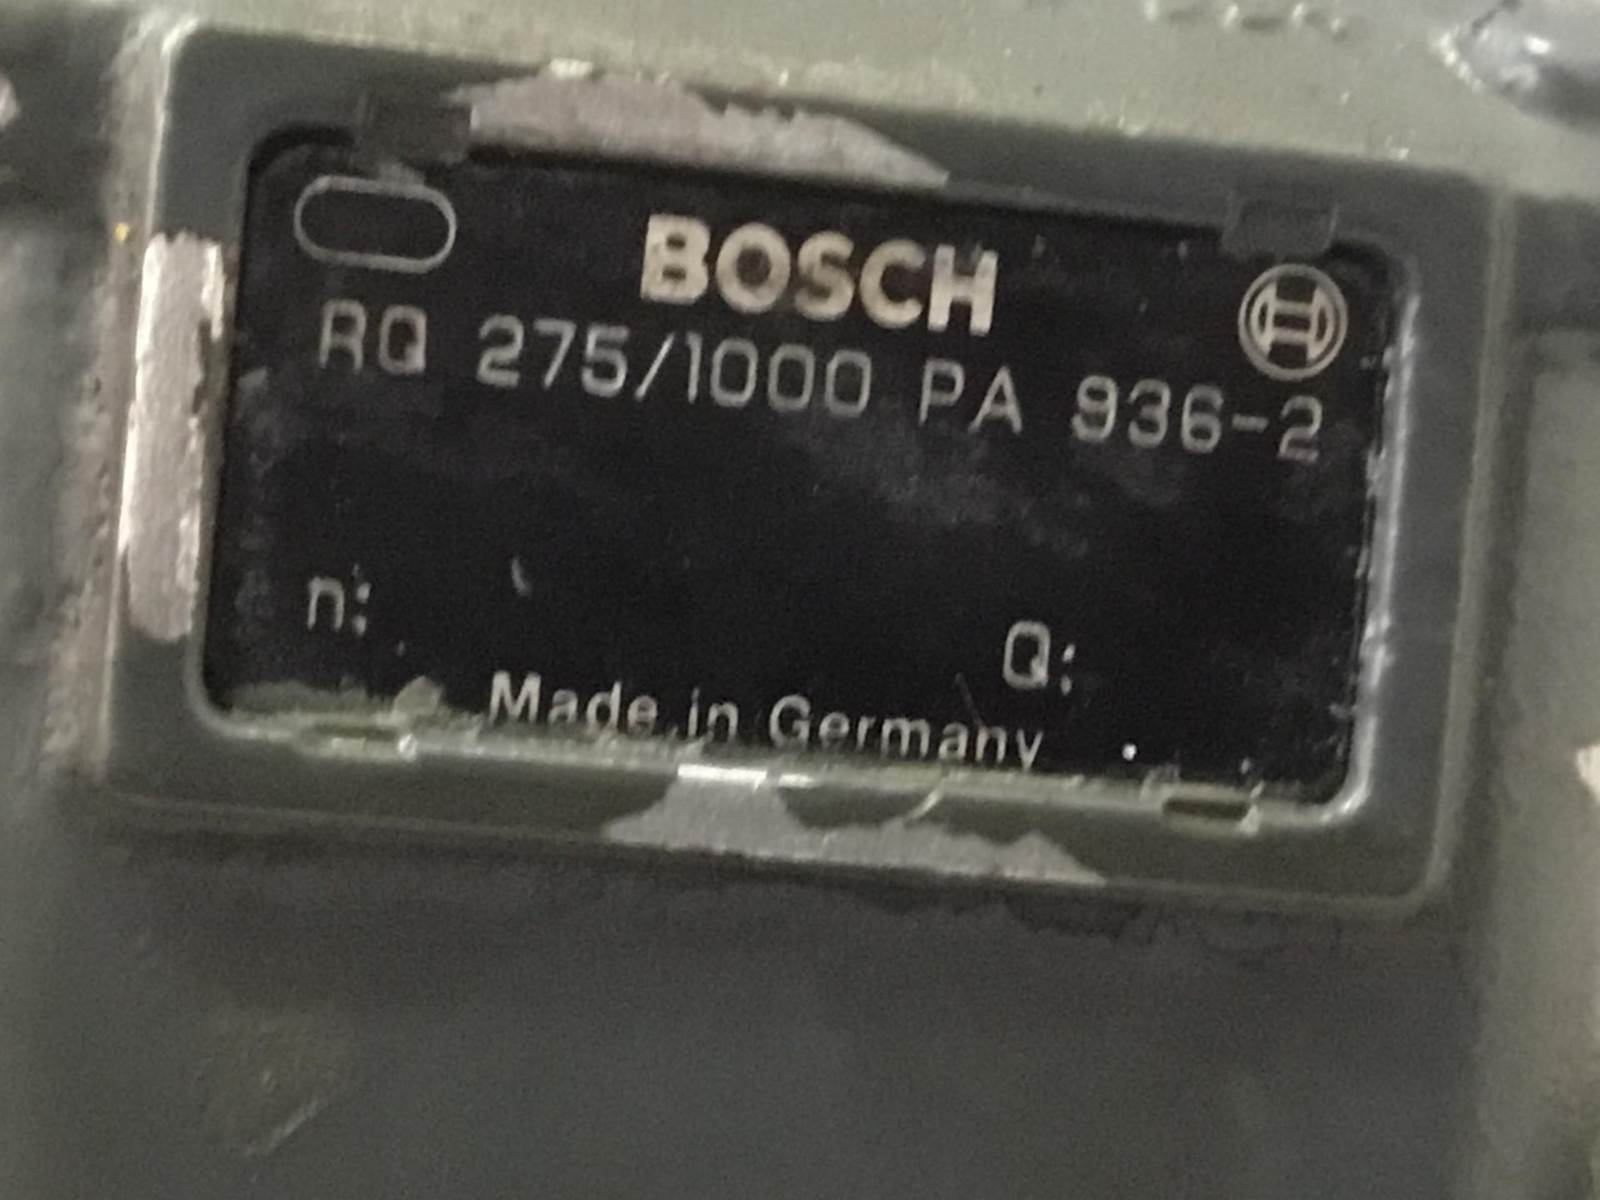 BOSCH
RQ 275/1000 PA 936-2
n:
Q:
Made in Germany